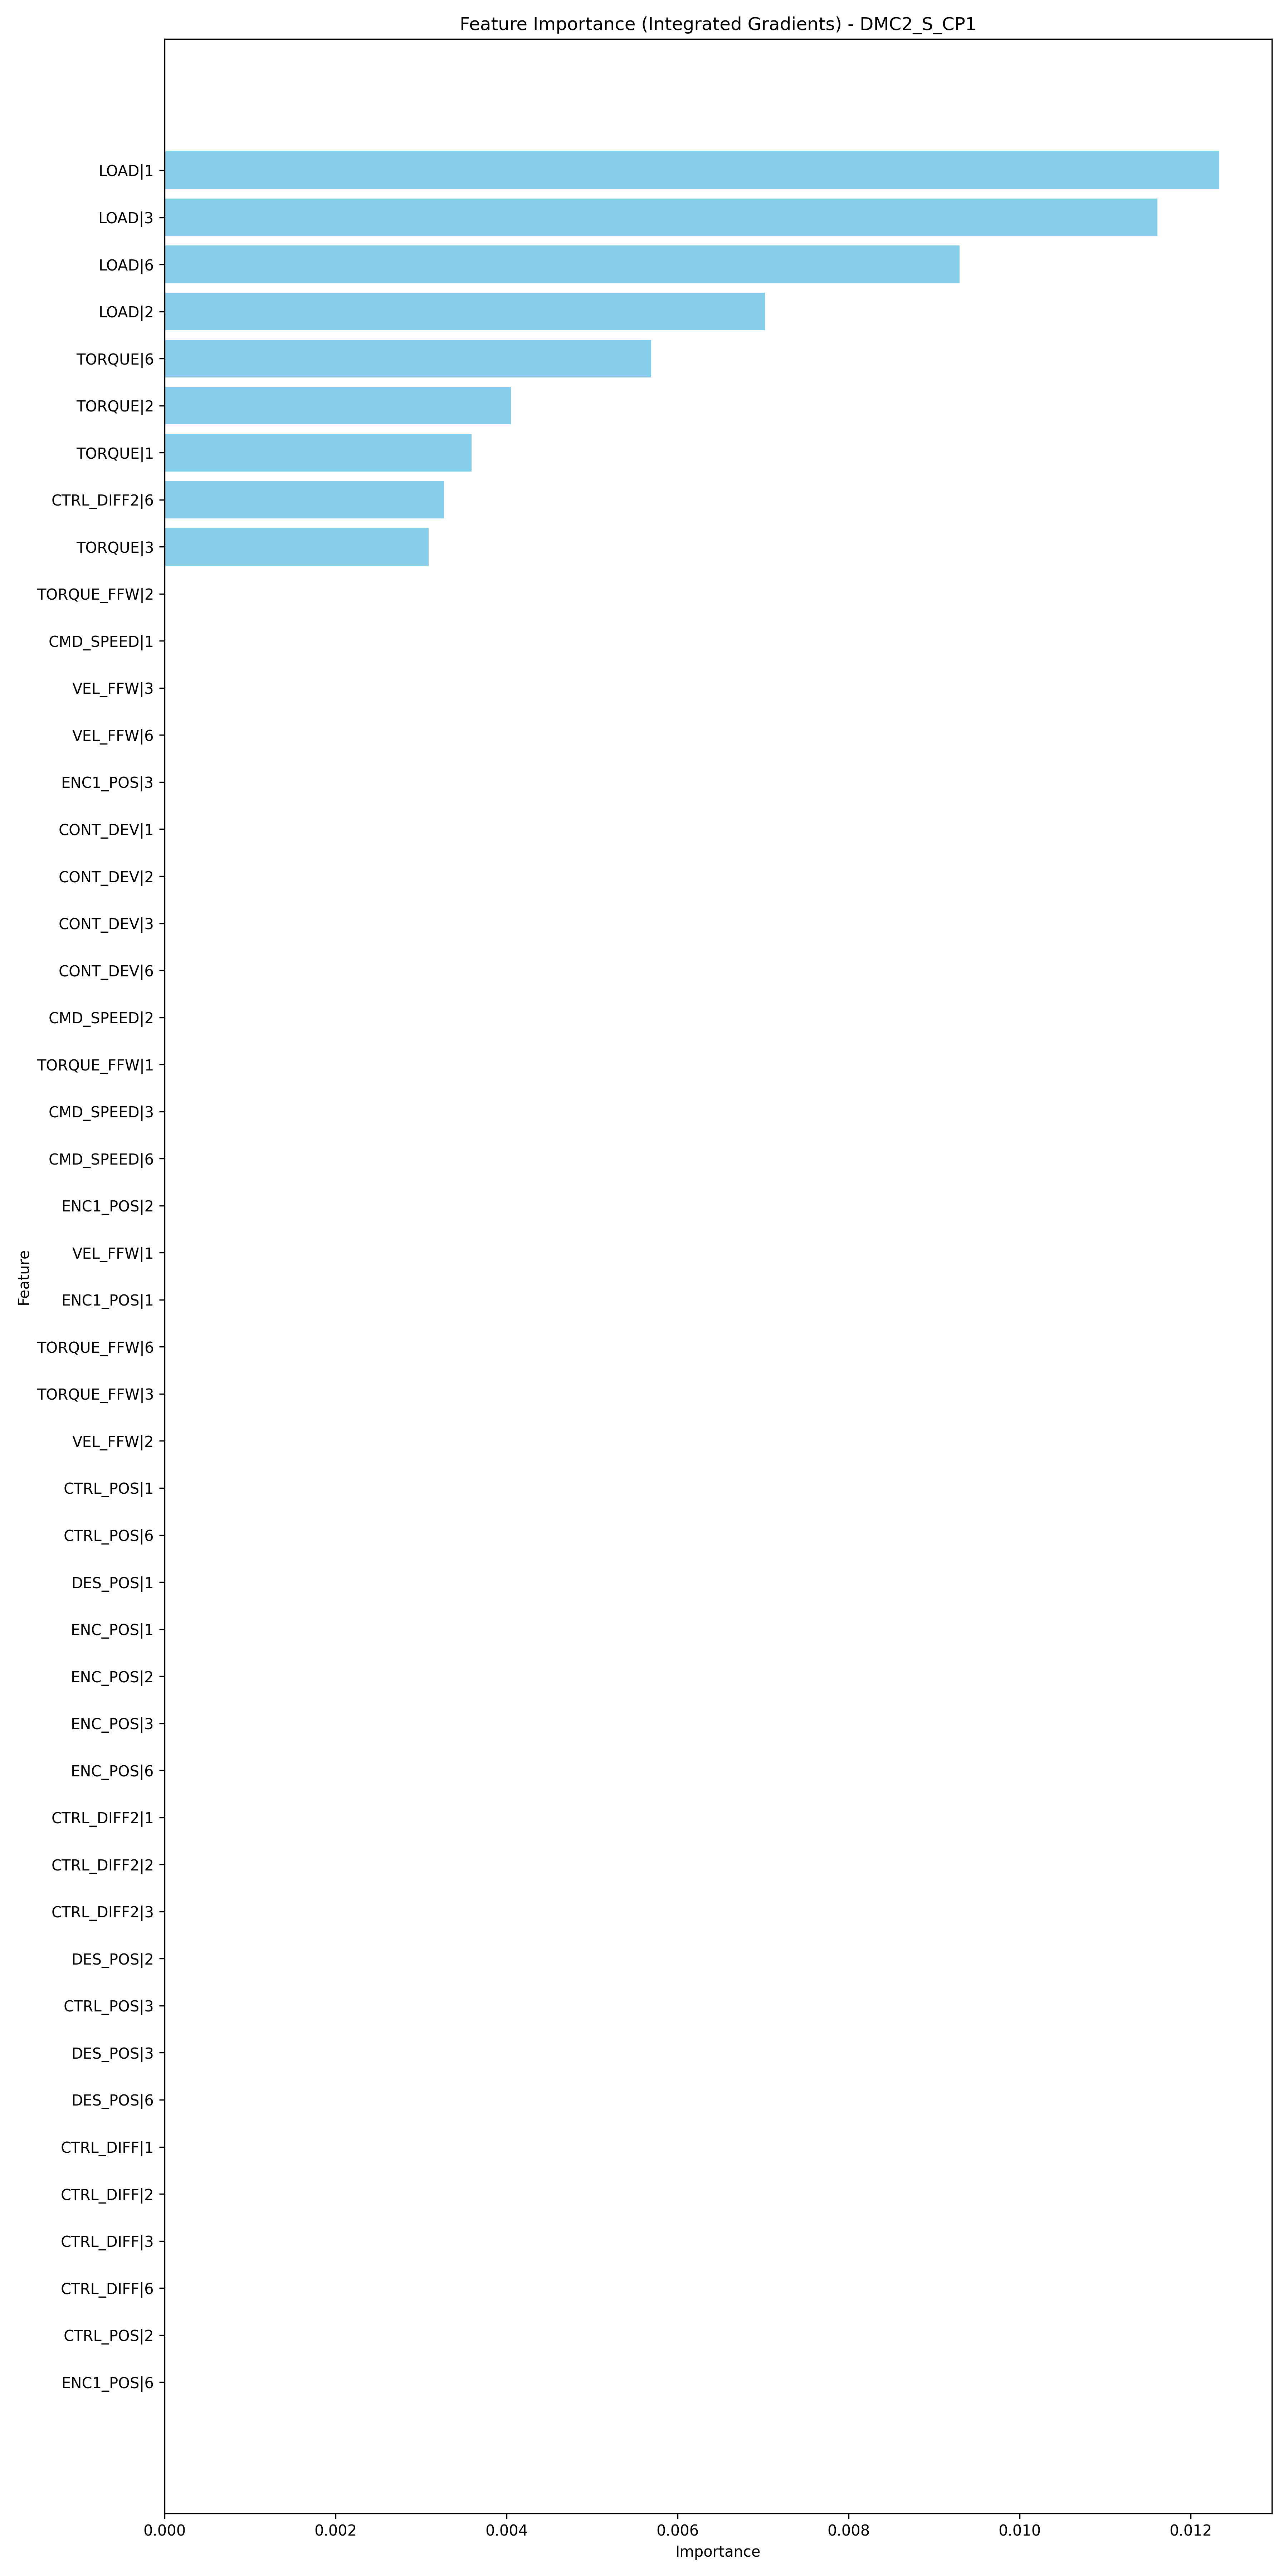 Feature Importance (Integrated Gradients) - DMC2_S_CP1
LOAD|1
LOAD|3
LOAD|6
LOAD|2
TORQUE|6
TORQUE|2
TORQUE|1
CTRL_DIFF2|6
TORQUE|3
TORQUE_FFW|2
CMD_SPEED|1
VEL_FFW|3
VEL_FFW|6
ENC1_POS|3
CONT_DEV|1
CONT_DEV|2
CONT_DEV|3
CONT_DEV|6
CMD_SPEED|2
TORQUE_FFW|1
CMD_SPEED|3
CMD_SPEED|6
ENC1_POS|2
VEL_FFW|1
ENC1_POS|1
TORQUE_FFW|6
TORQUE_FFW|3
VEL_FFW|2
CTRL_POS|1
CTRL_POS|6
DES_POS|1
ENC_POS|1
ENC_POS|2
ENC_POS|3
ENC_POS|6
CTRL_DIFF2|1
CTRL_DIFF2|2
CTRL_DIFF2|3
DES_POS|2
CTRL_POS|3
DES_POS|3
DES_POS|6
CTRL_DIFF|1
CTRL_DIFF|2
CTRL_DIFF|3
CTRL_DIFF|6
CTRL_POS|2
ENC1_POS|6
Feature
0.000 0.002 0.004 0.006 0.008 0.010 0.012
Importance